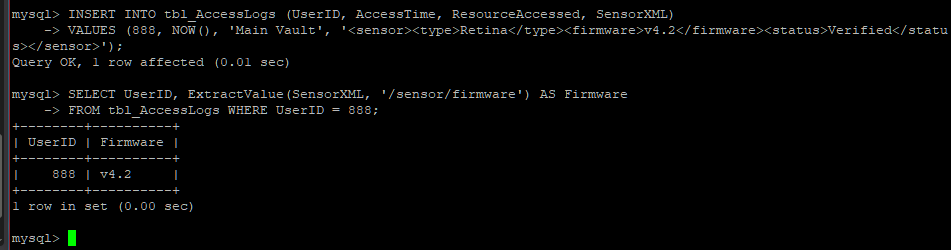 mysql> INSERT INTO tbl_AccessLogs (UserID, AccessTime, ResourceAccessed, SensorXML)
    -> VALUES (888, NOW(), 'Main Vault', '<sensor><type>Retina</type><firmware>v4.2</firmware><status>Verified</statu
s></sensor>');
Query OK, 1 row affected (0.01 sec)

mysql> SELECT UserID, ExtractValue(SensorXML, '/sensor/firmware') AS Firmware
    -> FROM tbl_AccessLogs WHERE UserID = 888;
+--------+----------+
| UserID | Firmware |
+--------+----------+
|    888 | v4.2     |
+--------+----------+
1 row in set (0.00 sec)

mysql>